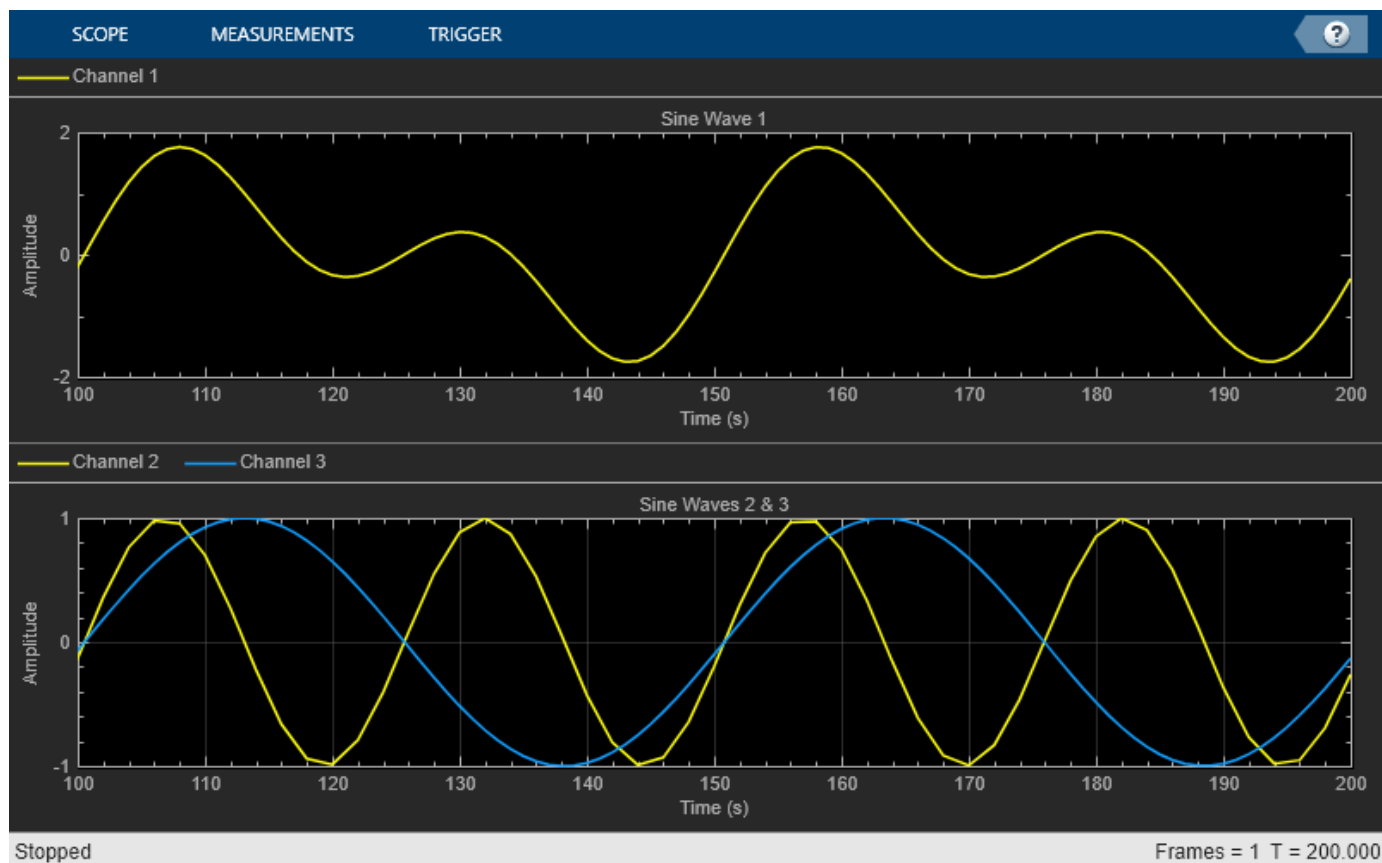 SCOPE MEASUREMENTS TRIGGER ?
Channel 1
Sine Wave 1
Amplitude
2
0
-2
100 110 120 130 140 150 160 170 180 190 200
Time (s)
Channel 2 Channel 3
Sine Waves 2 & 3
Amplitude
1
0
-1
100 110 120 130 140 150 160 170 180 190 200
Time (s)
Stopped Frames = 1 T = 200.000